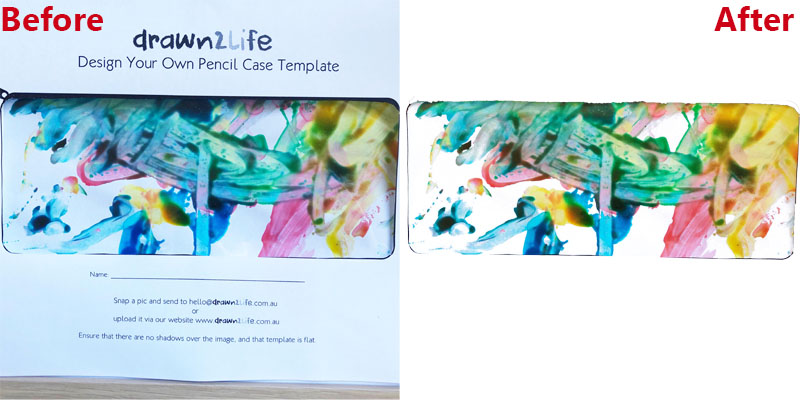 Before
After
drawn2Life
Design Your Own Pencil Case Template
Name
Snap a pic and send to hello@drawn2life.com.au
or
upload it via our website www.drawn2life.com.au
Ensure that there are no shadows over the image, and that template is flat.